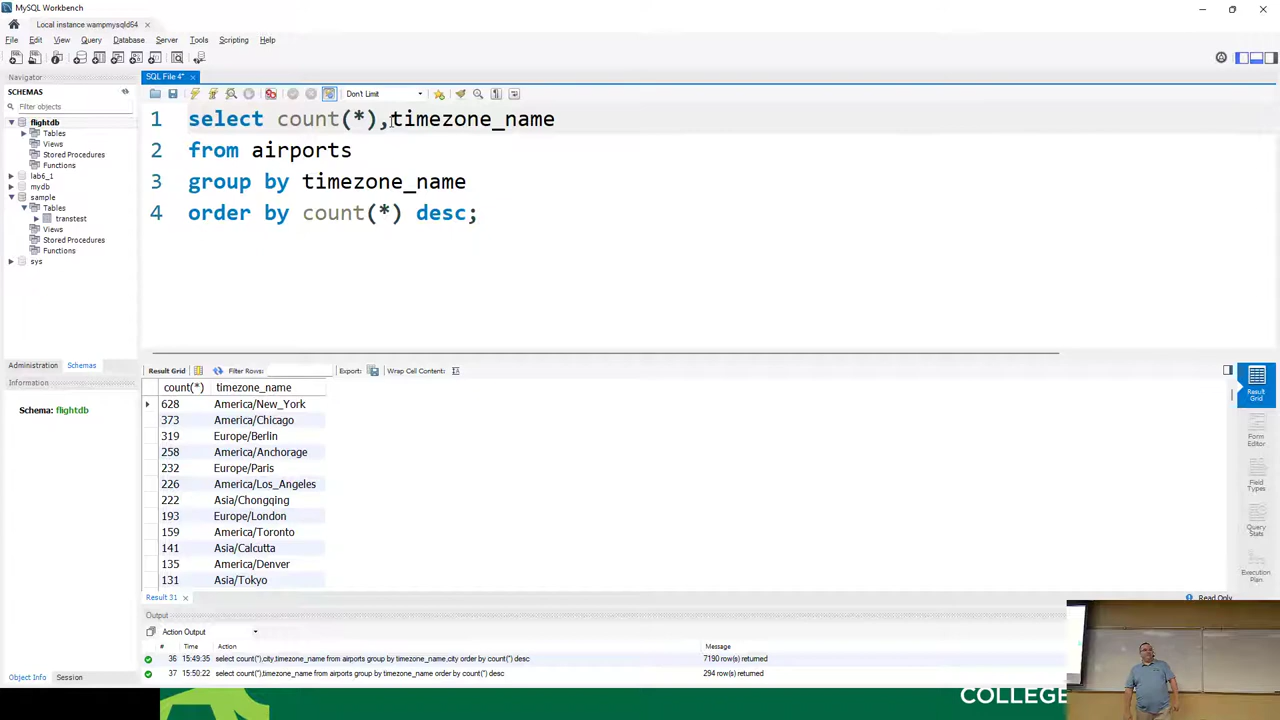 MySQL Workbench
Local instance wampmysqld64
File Edit View Query Database Server Tools Scripting Help
Navigator
SCHEMAS
Filter objects
flightdb
Tables
Views
Stored Procedures
Functions
lab6_1
mydb
sample
Tables
transtest
Views
Stored Procedures
Functions
sys
Administration Schemas
Information
Schema: flightdb
Object Info Session
SQL File 4*
Don't Limit
1 select count(*),timezone_name
2 from airports
3 group by timezone_name
4 order by count(*) desc;
Result Grid Filter Rows: Export: Wrap Cell Content:
count(*) timezone_name
628 America/New_York
373 America/Chicago
319 Europe/Berlin
258 America/Anchorage
232 Europe/Paris
226 America/Los_Angeles
222 Asia/Chongqing
193 Europe/London
159 America/Toronto
141 Asia/Calcutta
135 America/Denver
131 Asia/Tokyo
Result Grid
Form Editor
Field Types
Query Stats
Execution Plan
Result 31
Read Only
Output
Action Output
# Time Action Message
36 15:49:35 select count(*),city,timezone_name from airports group by timezone_name,city order by count(*) desc 7190 row(s) returned
37 15:50:22 select count(*),timezone_name from airports group by timezone_name order by count(*) desc 294 row(s) returned
COLLEGE